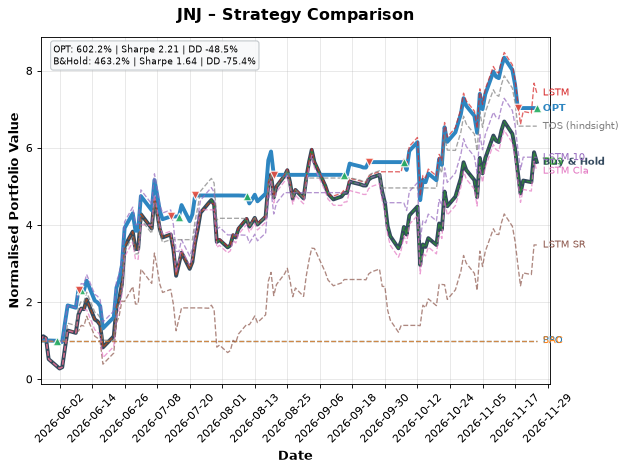 JNJ – Strategy Comparison
OPT: 602.2% | Sharpe 2.21 | DD -48.5%
B&Hold: 463.2% | Sharpe 1.64 | DD -75.4%
Normalised Portfolio Value
8
6
4
2
0
LSTM
OPT
TOS (hindsight)
LSTM 10
Buy & Hold
LSTM Cla
LSTM SR
2026-06-02
2026-06-14
2026-06-26
2026-07-08
2026-07-20
2026-08-01
2026-08-13
2026-08-25
2026-09-06
2026-09-18
2026-09-30
2026-10-12
2026-10-24
2026-11-05
2026-11-17
2026-11-29
Date